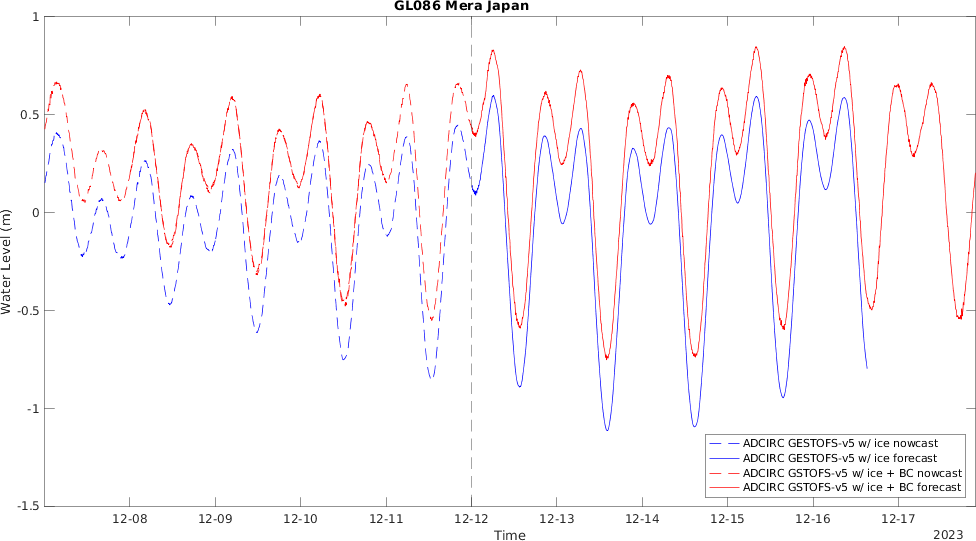 GL086 Mera Japan
1
0.5
0
-0.5
-1
-1.5
Water Level (m)
12-08
12-09
12-10
12-11
12-12
12-13
12-14
12-15
12-16
12-17
Time
2023
ADCIRC GESTOFS-v5 w/ ice nowcast
ADCIRC GESTOFS-v5 w/ ice forecast
ADCIRC GSTOFS-v5 w/ ice + BC nowcast
ADCIRC GSTOFS-v5 w/ ice + BC forecast